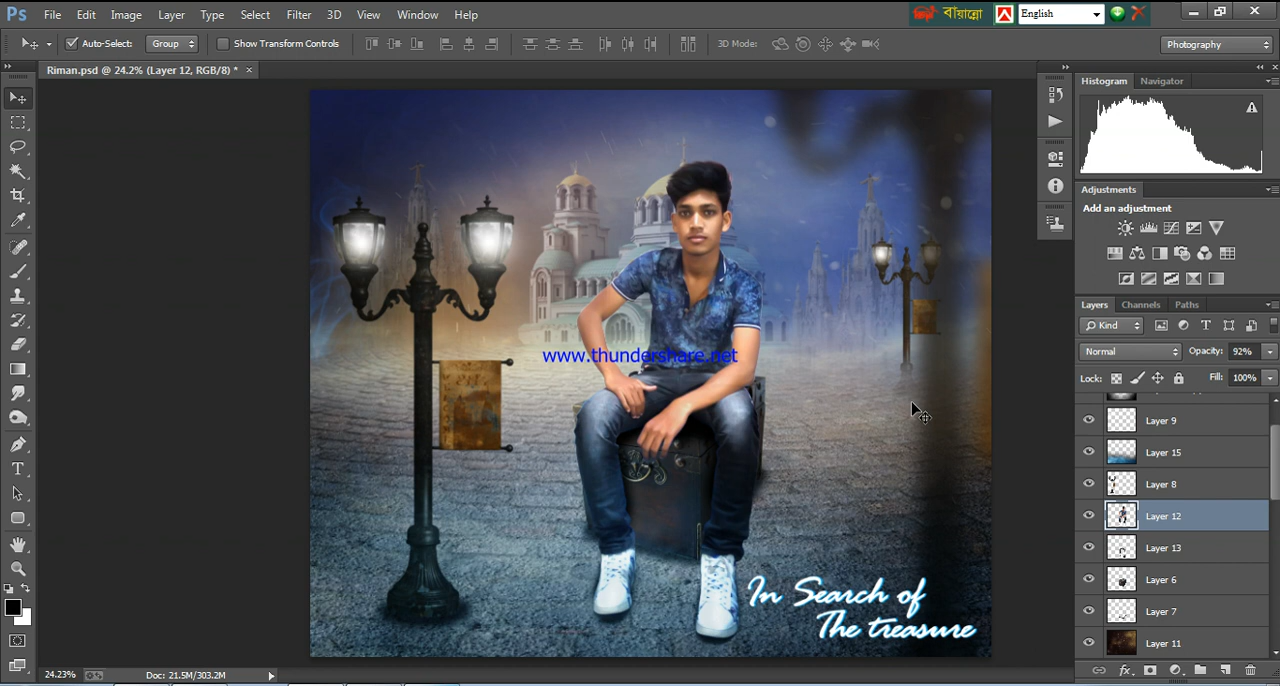 Ps File Edit Image Layer Type Select Filter 3D View Window Help
বায়ান্নো English
Auto-Select: Group Show Transform Controls 3D Mode: Photography
Riman.psd @ 24.2% (Layer 12, RGB/8) * ×
Histogram Navigator
Adjustments
Add an adjustment
Layers Channels Paths
Kind
Normal Opacity: 92%
Lock: Fill: 100%
Layer 9
Layer 15
Layer 8
Layer 12
Layer 13
Layer 6
Layer 7
Layer 11
www.thundershare.net
In Search of
The treasure
24.23% Doc: 21.5M/303.2M